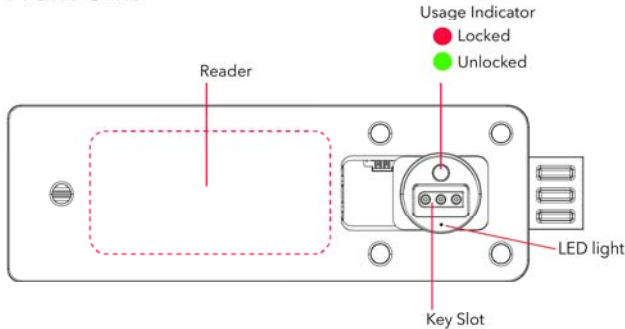 Usage Indicator
Locked
Unlocked
Reader
LED light
Key Slot